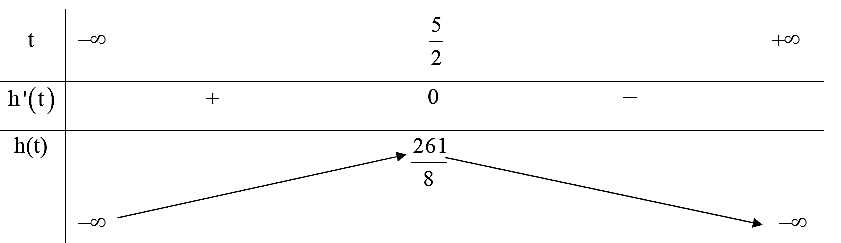 t −∞ 5/2 +∞
h'(t) + 0 −
h(t) 261/8
−∞ −∞